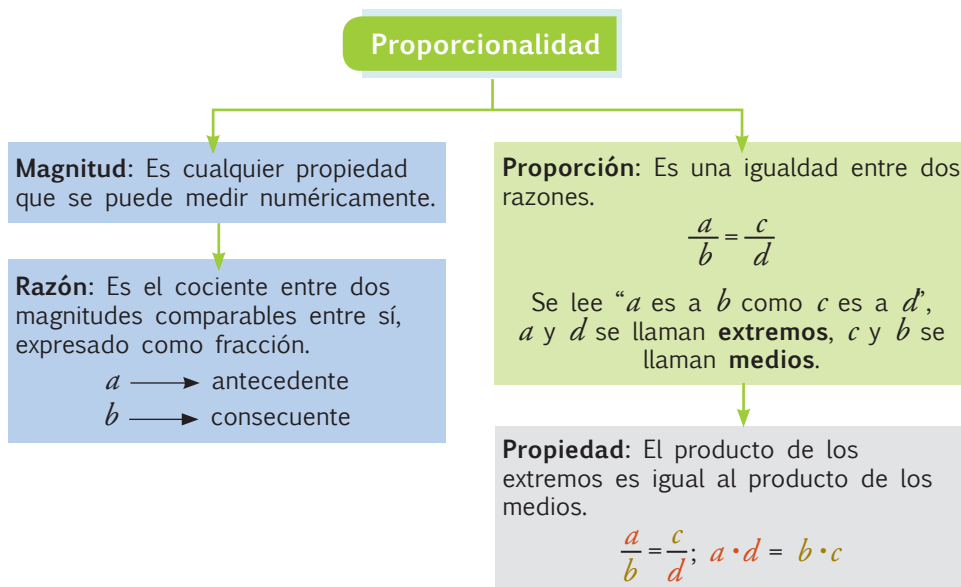 Proporcionalidad
Magnitud: Es cualquier propiedad
que se puede medir numéricamente.
Razón: Es el cociente entre dos
magnitudes comparables entre sí,
expresado como fracción.
a ⟶ antecedente
b ⟶ consecuente
Proporción: Es una igualdad entre dos
razones.
a/b = c/d
Se lee “a es a b como c es a d”,
a y d se llaman extremos, c y b se
llaman medios.
Propiedad: El producto de los
extremos es igual al producto de los
medios.
a/b = c/d; a · d = b · c